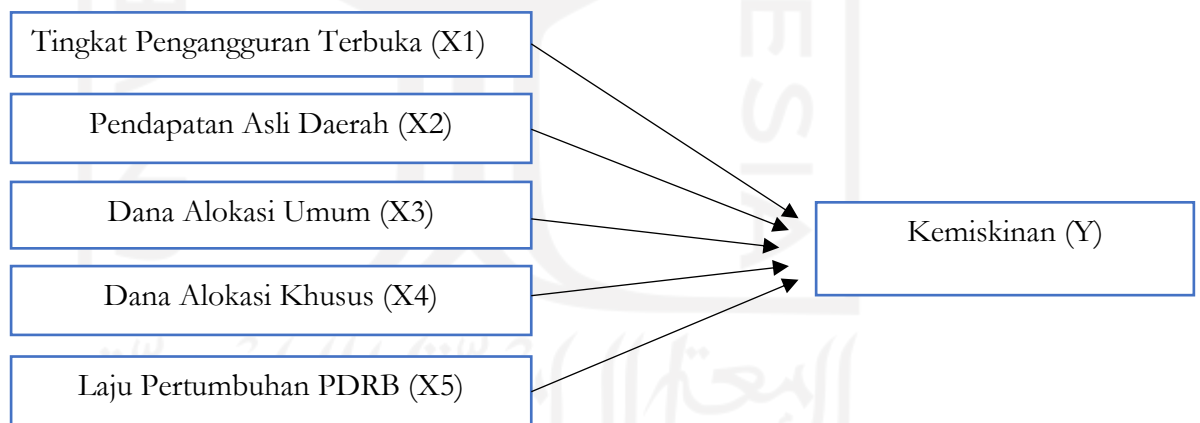 Tingkat Pengangguran Terbuka (X1)
Pendapatan Asli Daerah (X2)
Dana Alokasi Umum (X3)
Dana Alokasi Khusus (X4)
Laju Pertumbuhan PDRB (X5)
Kemiskinan (Y)
ESIA